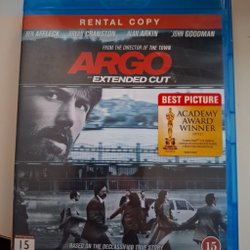 RENTAL COPY
BEN AFFLECK BRYAN CRANSTON ALAN ARKIN JOHN GOODMAN
FROM THE DIRECTOR OF THE TOWN
ARGO
EXTENDED CUT
BEST PICTURE
ACADEMY
AWARD
WINNER
BASED ON THE DECLASSIFIED TRUE STORY
15
15